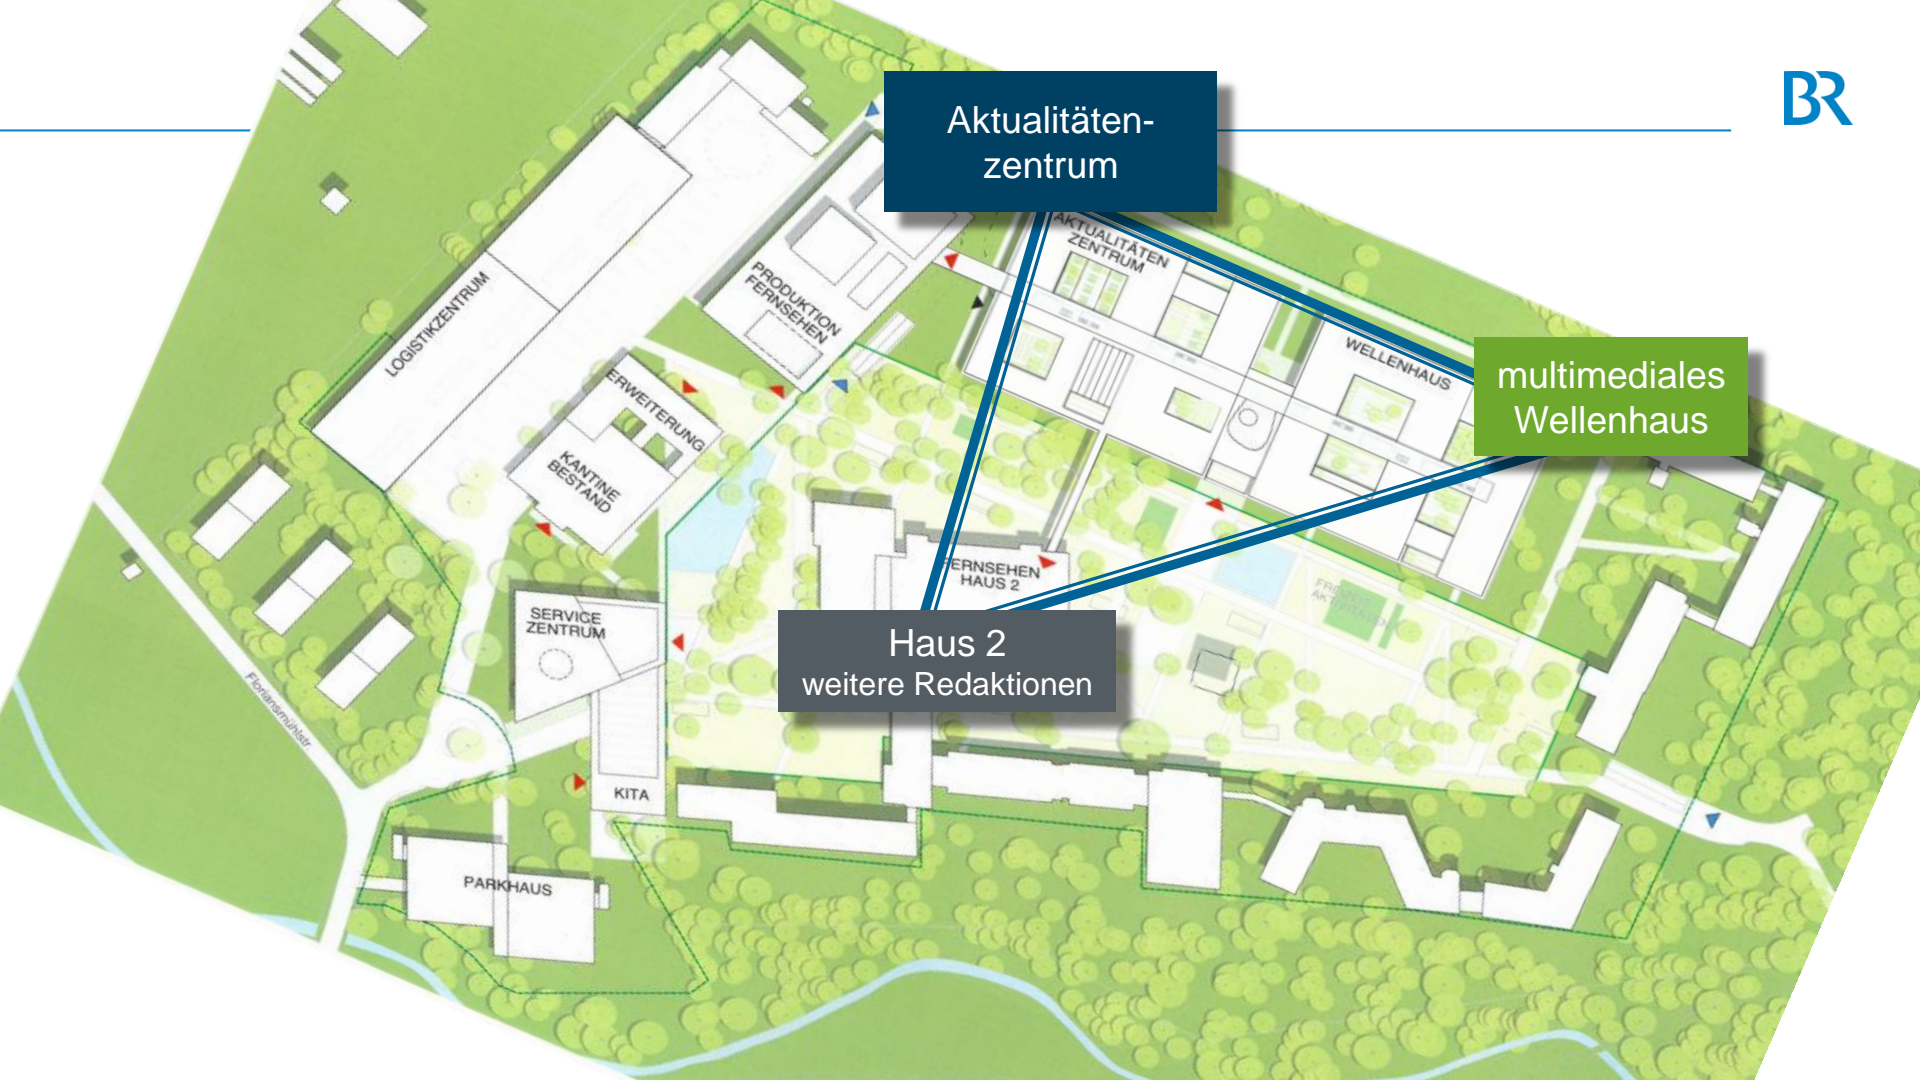 BR
Aktualitäten-
zentrum
AKTUALITÄTEN
ZENTRUM
PRODUKTION
FERNSEHEN
LOGISTIKZENTRUM
WELLENHAUS
multimediales
Wellenhaus
ERWEITERUNG
KANTINE
BESTAND
ERNSEHEN
HAUS 2
SERVICE
ZENTRUM
Haus 2
weitere Redaktionen
Floriansmühlstr
KITA
PARKHAUS